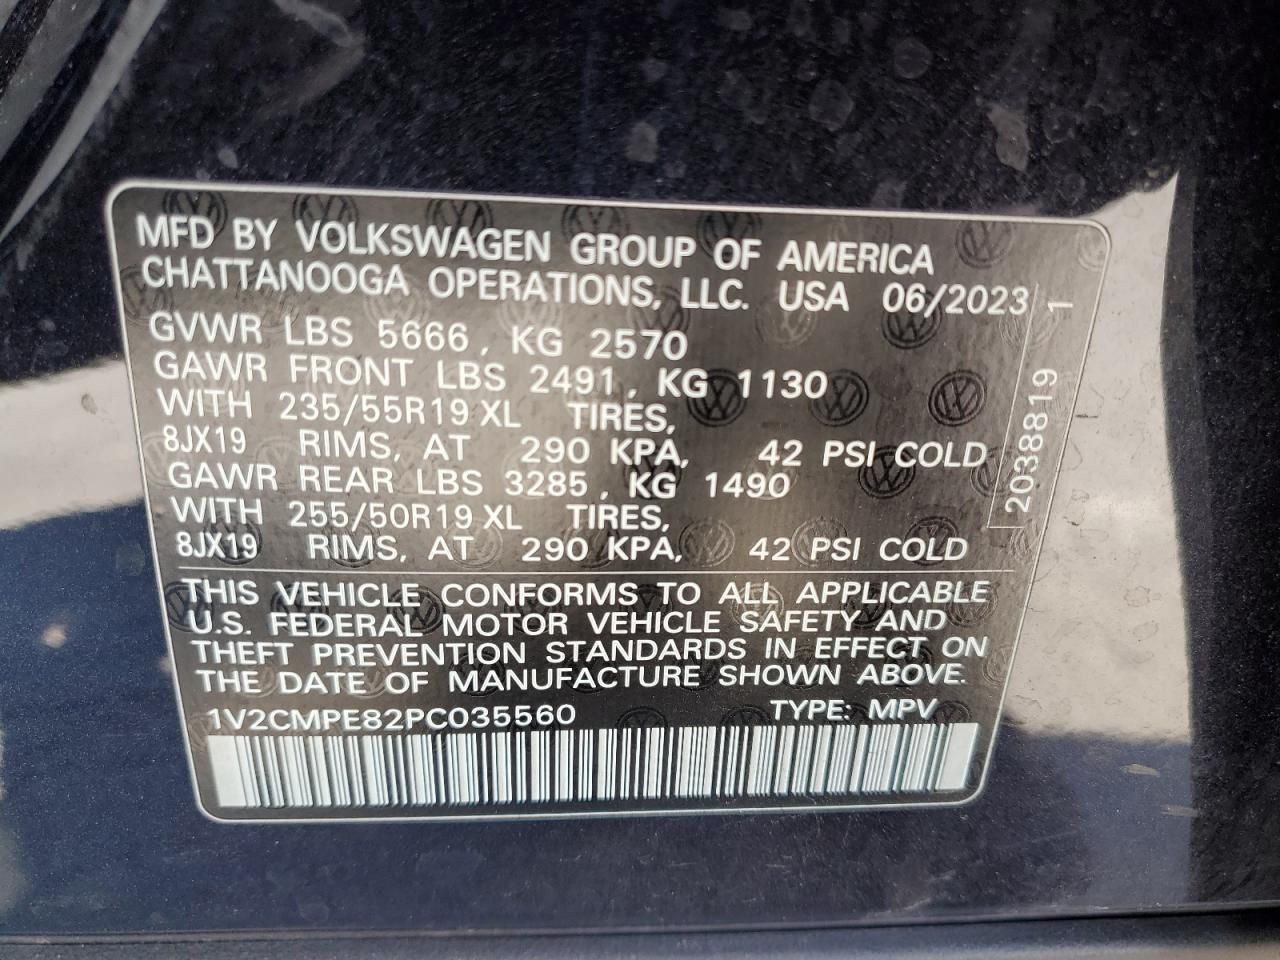 MFD BY VOLKSWAGEN GROUP OF AMERICA
CHATTANOOGA OPERATIONS, LLC. USA 06/2023
GVWR LBS 5666, KG 2570
GAWR FRONT LBS 2491, KG 1130
WITH 235/55R19 XL TIRES,
8JX19 RIMS, AT 290 KPA, 42 PSI COLD
GAWR REAR LBS 3285, KG 1490
WITH 255/50R19 XL TIRES,
8JX19 RIMS, AT 290 KPA, 42 PSI COLD
2038819 1
THIS VEHICLE CONFORMS TO ALL APPLICABLE
U.S. FEDERAL MOTOR VEHICLE SAFETY AND
THEFT PREVENTION STANDARDS IN EFFECT ON
THE DATE OF MANUFACTURE SHOWN ABOVE.
1V2CMPE82PC035560 TYPE: MPV